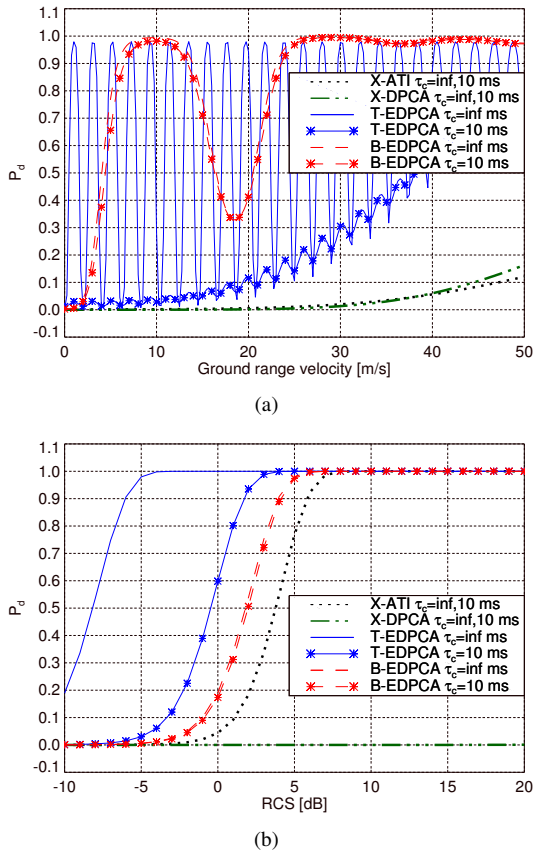 1.1
1.0
0.9
0.8
0.7
0.6
0.5
0.4
0.3
0.2
0.1
0.0
-0.1
P_d
X-ATI τ_c=inf,10 ms
X-DPCA τ_c=inf,10 ms
T-EDPCA τ_c=inf ms
T-EDPCA τ_c=10 ms
B-EDPCA τ_c=inf ms
B-EDPCA τ_c=10 ms
0 10 20 30 40 50
Ground range velocity [m/s]
(a)
1.1
1.0
0.9
0.8
0.7
0.6
0.5
0.4
0.3
0.2
0.1
0.0
-0.1
P_d
X-ATI τ_c=inf,10 ms
X-DPCA τ_c=inf,10 ms
T-EDPCA τ_c=inf ms
T-EDPCA τ_c=10 ms
B-EDPCA τ_c=inf ms
B-EDPCA τ_c=10 ms
-10 -5 0 5 10 15 20
RCS [dB]
(b)